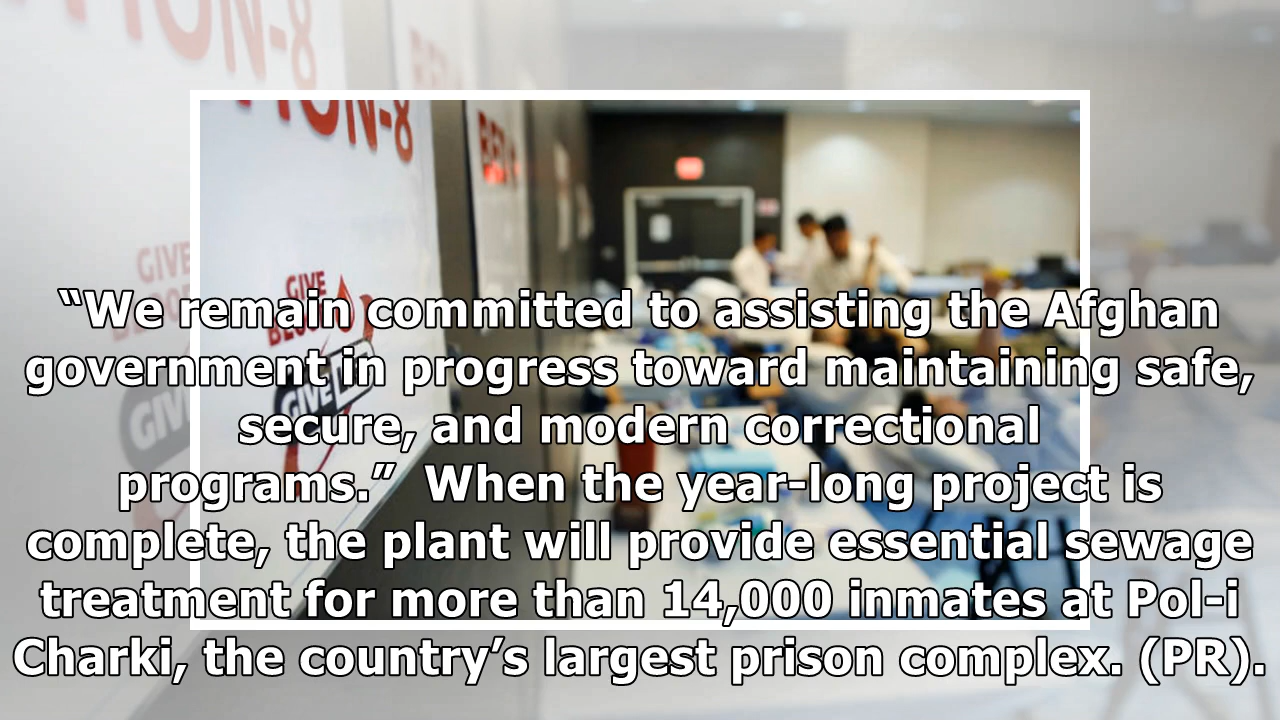 “We remain committed to assisting the Afghan
government in progress toward maintaining safe,
secure, and modern correctional
programs.”  When the year-long project is
complete, the plant will provide essential sewage
treatment for more than 14,000 inmates at Pol-i
Charki, the country’s largest prison complex. (PR).
GIVE
GIVE